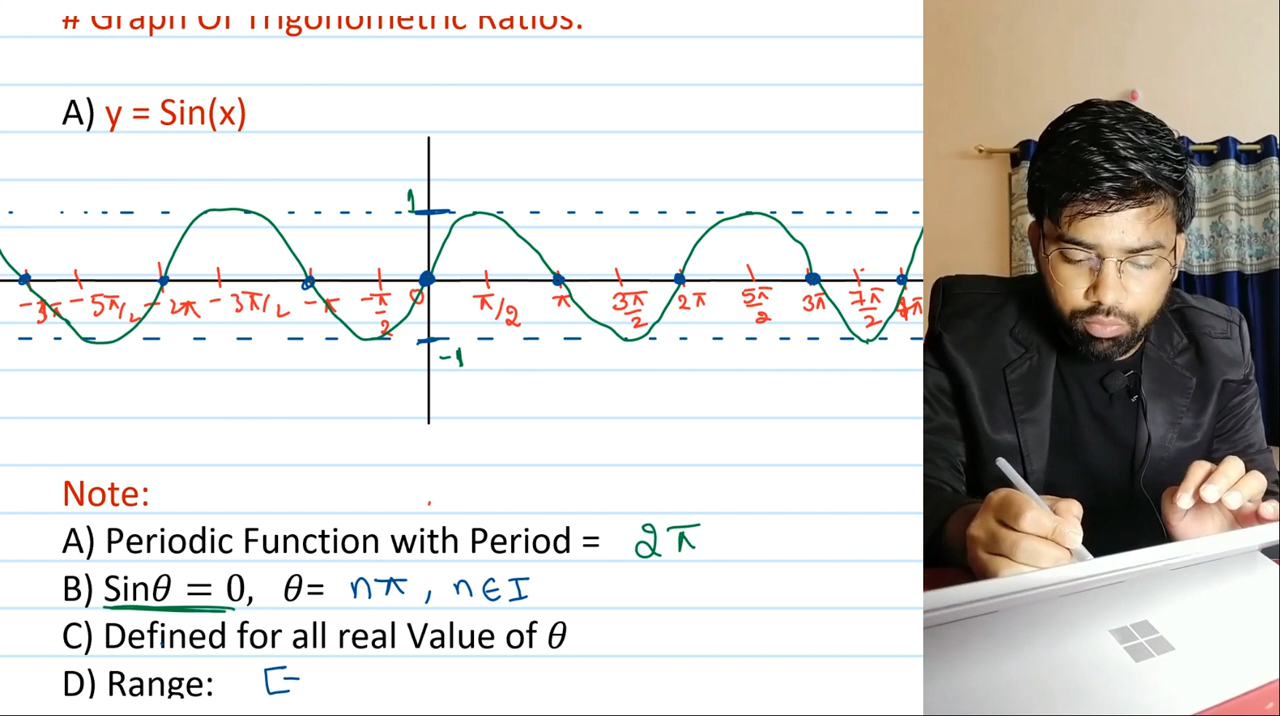 # Graph Of Trigonometric Ratios:
A) y = Sin(x)
1
-3π -5π/2 -2π -3π/2 -π -π/2 0 π/2 π 3π/2 2π 5π/2 3π 7π/2 4π
-1
Note:
A) Periodic Function with Period = 2π
B) Sinθ = 0, θ= nπ, n∈I
C) Defined for all real Value of θ
D) Range: [-